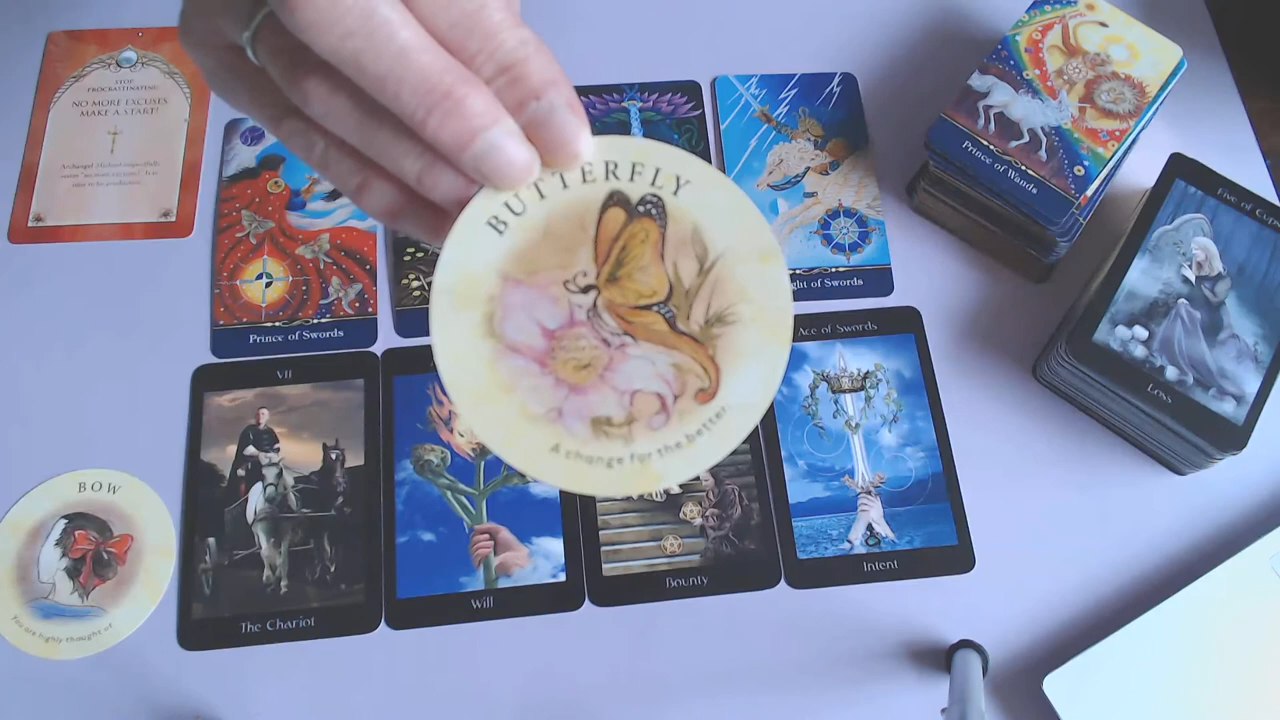 STOP
PROCRASTINATING!
NO MORE EXCUSES.
MAKE A START!
Prince of Swords
BUTTERFLY
A change for the better
ght of Swords
Prince of Wands
Five of Cups
Loss
BOW
You are highly thought of
VII
The Chariot
Will
Bounty
Ace of Swords
Intent